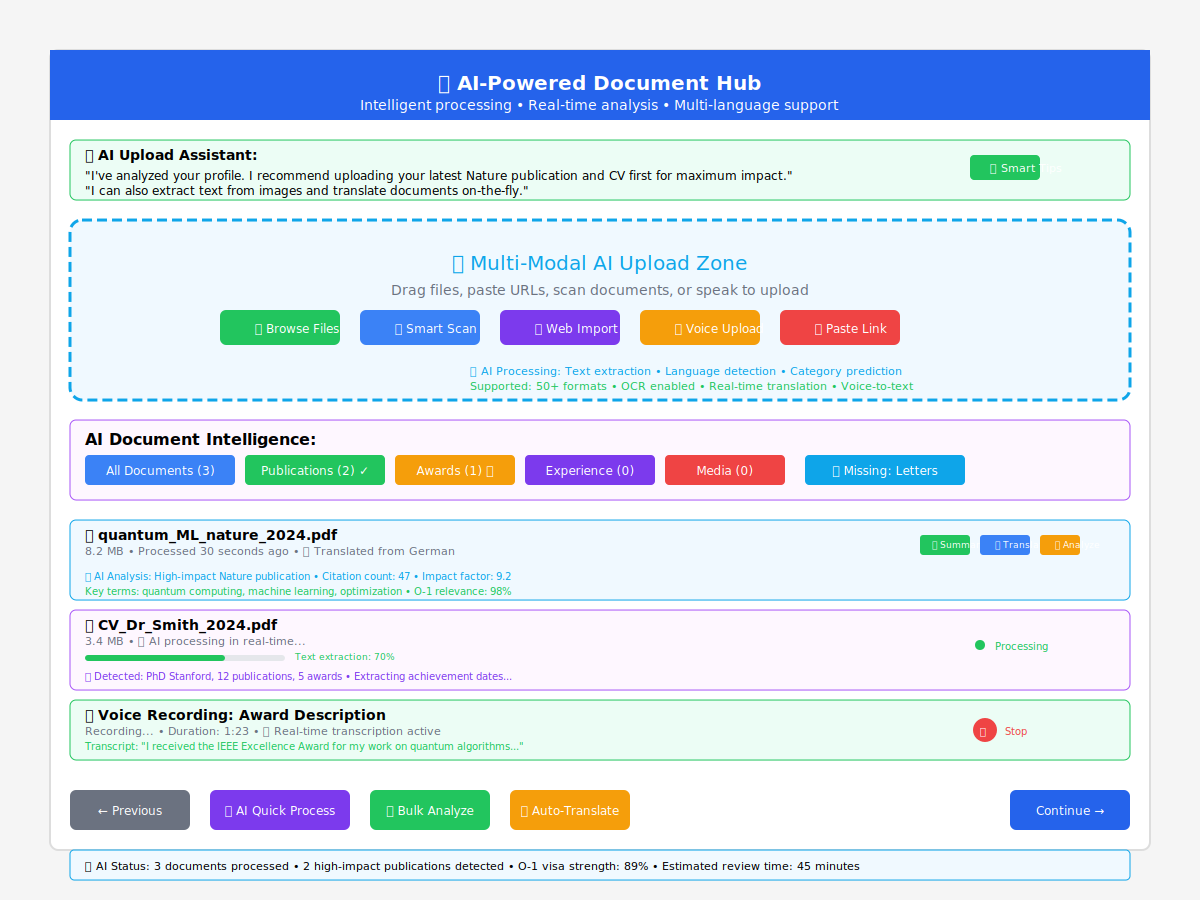 AI-Powered Document Hub
Intelligent processing • Real-time analysis • Multi-language support
AI Upload Assistant:
"I've analyzed your profile. I recommend uploading your latest Nature publication and CV first for maximum impact."
"I can also extract text from images and translate documents on-the-fly."
Smart Tips
Multi-Modal AI Upload Zone
Drag files, paste URLs, scan documents, or speak to upload
Browse Files
Smart Scan
Web Import
Voice Upload
Paste Link
AI Processing: Text extraction • Language detection • Category prediction
Supported: 50+ formats • OCR enabled • Real-time translation • Voice-to-text
AI Document Intelligence:
All Documents (3)
Publications (2) ✓
Awards (1)
Experience (0)
Media (0)
Missing: Letters
quantum_ML_nature_2024.pdf
8.2 MB • Processed 30 seconds ago • Translated from German
Summ
Trans
Ana
AI Analysis: High-impact Nature publication • Citation count: 47 • Impact factor: 9.2
Key terms: quantum computing, machine learning, optimization • O-1 relevance: 98%
CV_Dr_Smith_2024.pdf
3.4 MB • AI processing in real-time...
Text extraction: 70%
Processing
Detected: PhD Stanford, 12 publications, 5 awards • Extracting achievement dates...
Voice Recording: Award Description
Recording... • Duration: 1:23 • Real-time transcription active
Transcript: "I received the IEEE Excellence Award for my work on quantum algorithms..."
Stop
← Previous
AI Quick Process
Bulk Analyze
Auto-Translate
Continue →
AI Status: 3 documents processed • 2 high-impact publications detected • O-1 visa strength: 89% • Estimated review time: 45 minutes